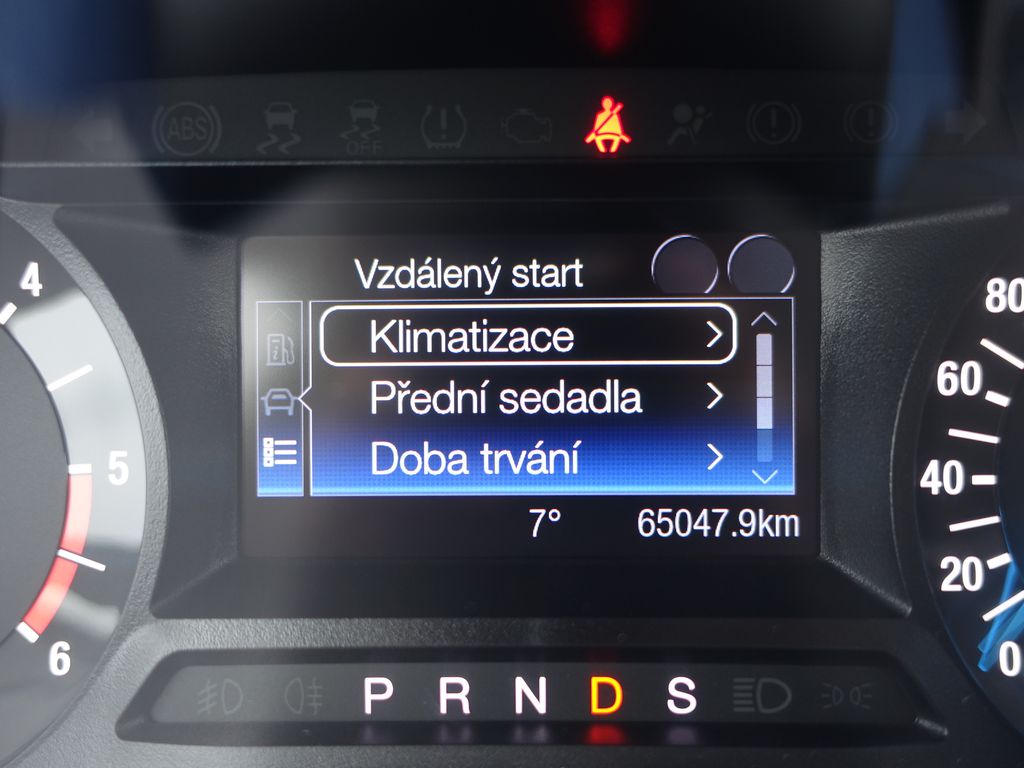 ABS
OFF
Vzdálený start
Klimatizace
Přední sedadla
Doba trvání
7° 65047.9km
4
5
6
80
60
40
20
0
P R N D S